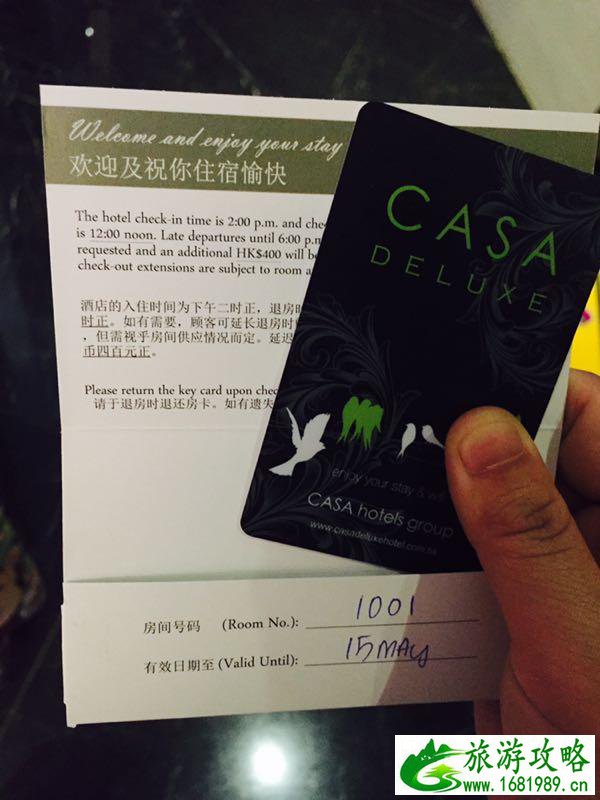 Welcome and enjoy your stay
欢迎及祝你住宿愉快
The hotel check-in time is 2:00 p.m. and
is 12:00 noon. Late departures until 6:00
requested and an additional HK$400 will
check-out extensions are subject to room
酒店的入住时间为下午二时正，退房
时正。如有需要，顾客可延长退房时
，但需视乎房间供应情况而定。延迟
币四百元正。
Please return the key card upon
请于退房时退还房卡。如有遗失
CASA
DELUXE
enjoy your stay &
CASA hotels group
www.casadeluxehotel.com.hk
房间号码 (Room No.): 1001
有效日期至 (Valid Until): 15 MAY
旅游攻略
www.1681989.cn